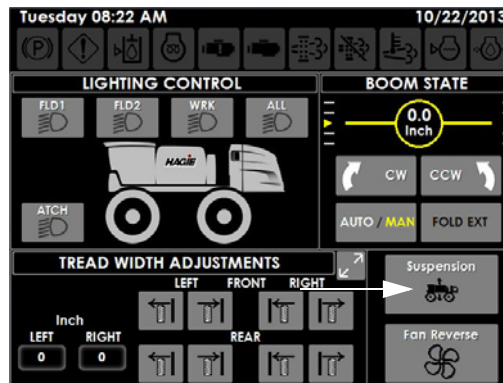 Tuesday 08:22 AM 10/22/2013
LIGHTING CONTROL
FLD1 FLD2 WRK ALL
HAGIE
ATCH
BOOM STATE
0.0
Inch
CW CCW
AUTO / MAN FOLD EXT
TREAD WIDTH ADJUSTMENTS
LEFT FRONT RIGHT
Inch
LEFT RIGHT
0 0
REAR
Suspension
Fan Reverse